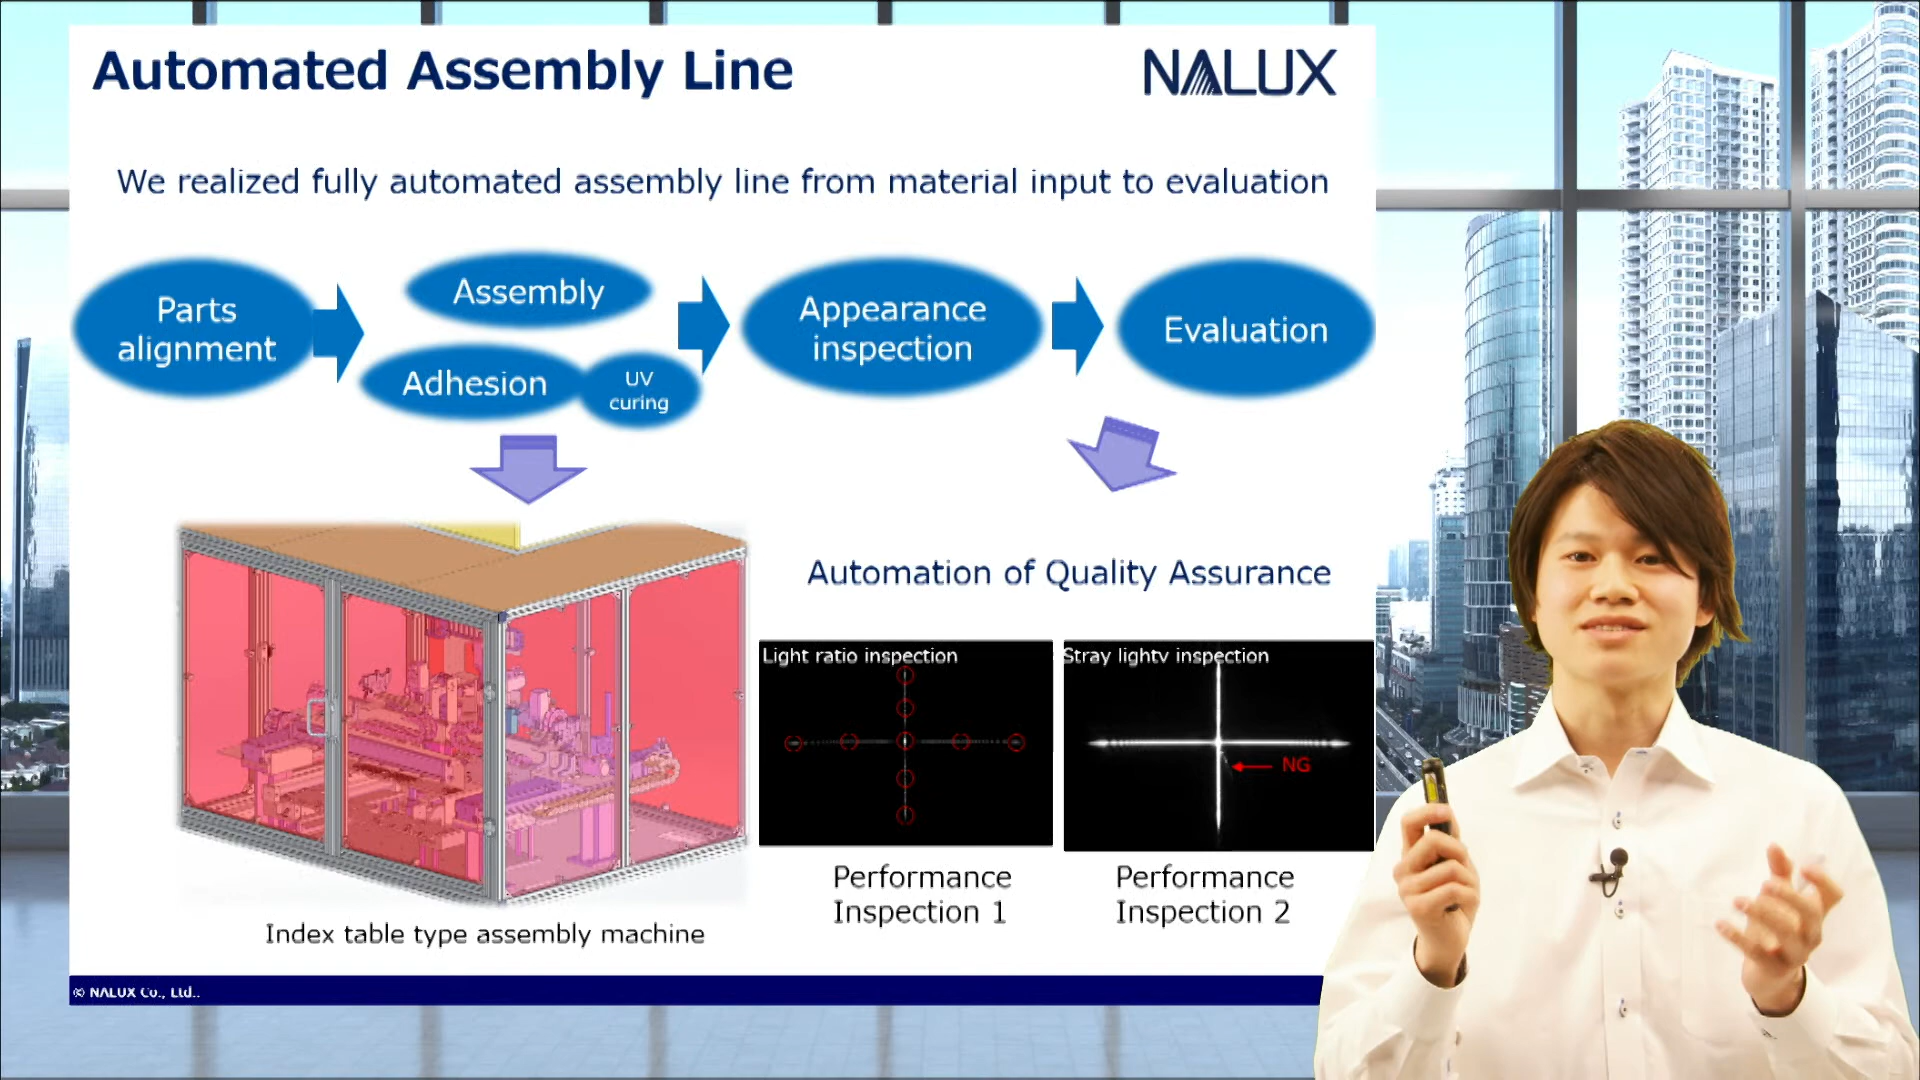 Automated Assembly Line
NALUX
We realized fully automated assembly line from material input to evaluation
Parts
alignment
Assembly
Adhesion
UV
curing
Appearance
inspection
Evaluation
Automation of Quality Assurance
Light ratio inspection
Stray lightv inspection
NG
Performance
Inspection 1
Performance
Inspection 2
Index table type assembly machine
© NALUX Co., Ltd..